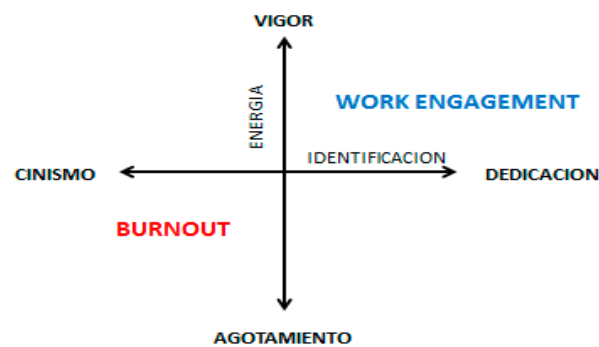 VIGOR
ENERGIA
WORK ENGAGEMENT
IDENTIFICACION
CINISMO
DEDICACION
BURNOUT
AGOTAMIENTO